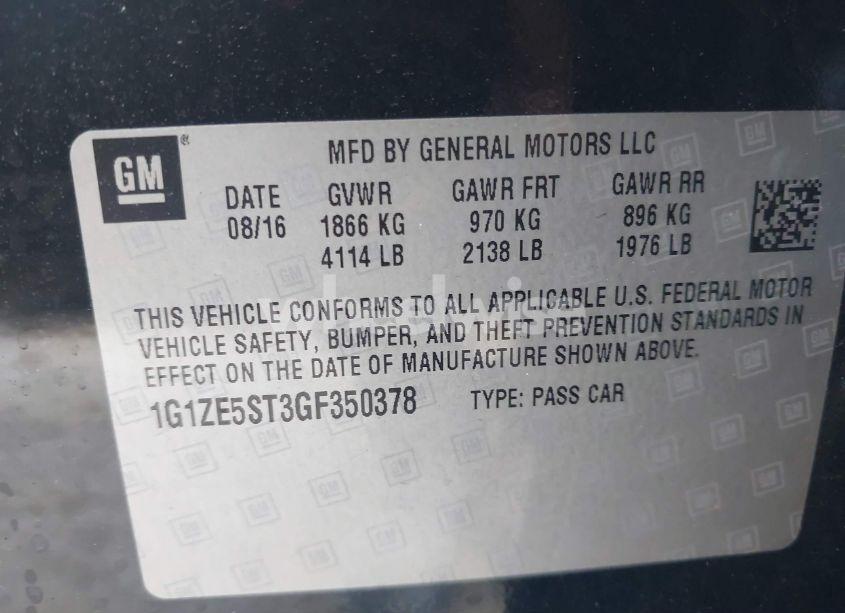 GM®
MFD BY GENERAL MOTORS LLC
DATE GVWR GAWR FRT GAWR RR
08/16 1866 KG 970 KG 896 KG
4114 LB 2138 LB 1976 LB
THIS VEHICLE CONFORMS TO ALL APPLICABLE U.S. FEDERAL MOTOR
VEHICLE SAFETY, BUMPER, AND THEFT PREVENTION STANDARDS IN
EFFECT ON THE DATE OF MANUFACTURE SHOWN ABOVE.
1G1ZE5ST3GF350378 TYPE: PASS CAR